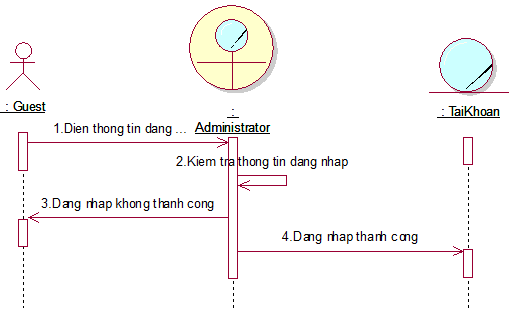 : Guest
:
Administrator
: TaiKhoan
1.Dien thong tin dang ...
2.Kiem tra thong tin dang nhap
3.Dang nhap khong thanh cong
4.Dang nhap thanh cong